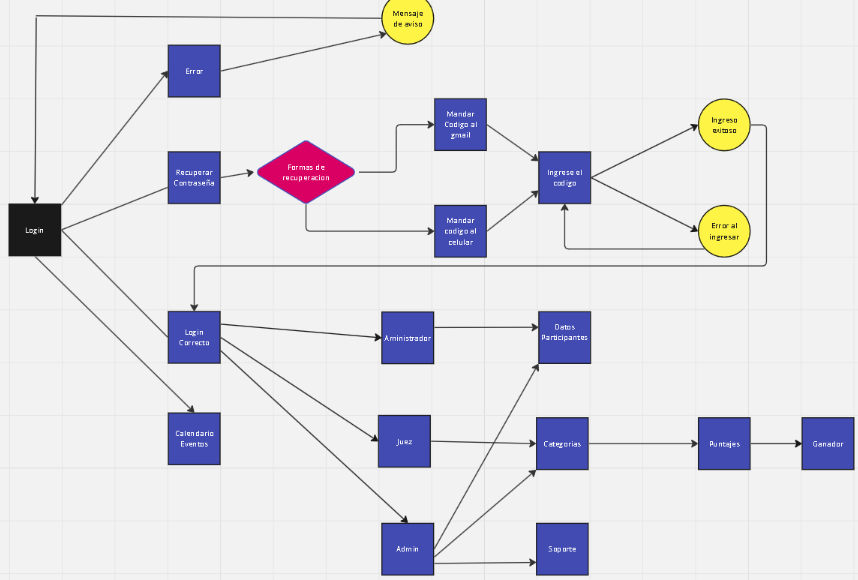 Mensaje
de aviso
Error
Mandar
Codigo al
gmail
Ingreso
exitoso
Recuperar
Contraseña
Formas de
recuperacion
Ingrese el
codigo
Login
Mandar
codigo al
celular
Error al
ingresar
Login
Correcto
Aministrador
Datos
Participantes
Calendario
Eventos
Juez
Categorias
Puntajes
Ganador
Admin
Soporte